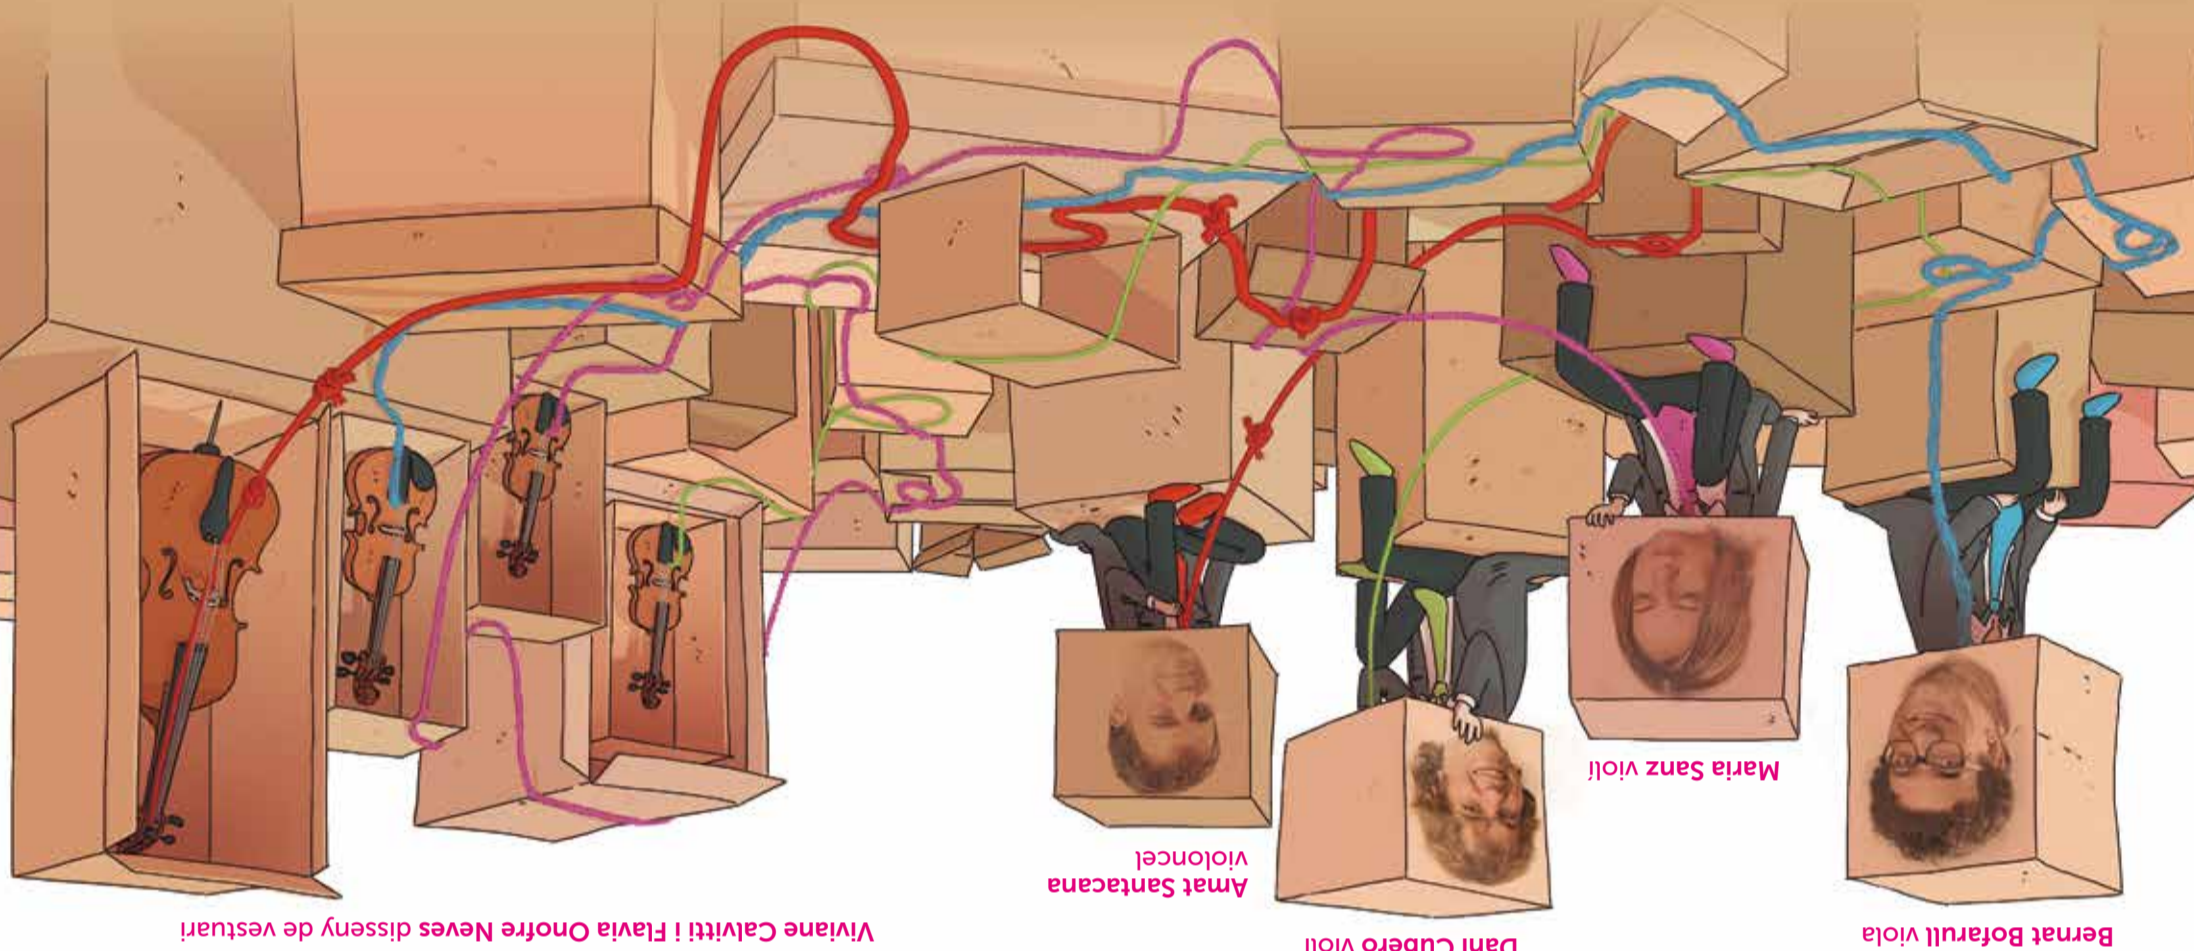 Bernat Bofarull viola
Dani Cubero violí
Viviane Calvitti i Flavia Onofre Neves disseny de vestuari
Amat Santacana
violoncel
Maria Sanz violí